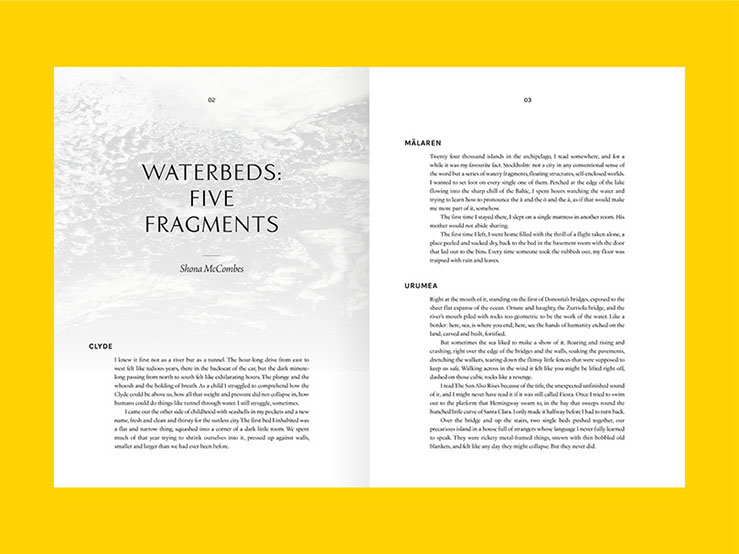 02
WATERBEDS:
FIVE
FRAGMENTS
Shona McCombes
CLYDE
I knew it first not as a river but as a tunnel. The hour-long drive from east to
west felt like tedious years, there in the backseat of the car, but the dark minute-
long passing from north to south felt like exhilarating hours. The plunge and the
whoosh and the holding of breath. As a child I struggled to comprehend how the
Clyde could be above us, how all that weight and pressure did not collapse in, how
humans could do things like tunnel through water. I still struggle, sometimes.
I came out the other side of childhood with seashells in my pockets and a new
name, fresh and clean and thirsty for the sunless city. The first bed I inhabited was
a flat and narrow thing, squashed into a corner of a dark little room. We spent
much of that year trying to shrink ourselves into it, pressed up against walls,
smaller and larger than we had ever been before.
03
MÄLAREN
Twenty four thousand islands in the archipelago, I read somewhere, and for a
while it was my favourite fact. Stockholm: not a city in any conventional sense of
the word but a series of watery fragments, floating structures, self-enclosed worlds.
I wanted to set foot on every single one of them. Perched at the edge of the lake
flowing into the sharp chill of the Baltic, I spent hours watching the water and
trying to learn how to pronounce the å and the ö and the ä, as if that would make
me more part of it, somehow.
The first time I stayed there, I slept on a single mattress in another room. His
mother would not abide sharing.
The first time I left, I went home filled with the thrill of a flight taken alone, a
place peeled and sucked dry, back to the bed in the basement room with the door
that led out to the bins. Every time someone took the rubbish out, my floor was
traipsed with rain and leaves.
URUMEA
Right at the mouth of it, standing on the first of Donostia's bridges, exposed to the
sheer flat expanse of the ocean. Ornate and haughty, the Zurriola bridge, and the
river's mouth piled with rocks too geometric to be the work of the water. Like a
border: here, sea, is where you end; here, see the hands of humanity etched on the
land, carved and built, fortified.
But sometimes the sea liked to make a show of it. Roaring and rising and
crashing, right over the edge of the bridges and the walls, soaking the pavements,
drenching the walkers, tearing down the flimsy little fences that were supposed to
keep us safe. Walking across in the wind it felt like you might be lifted right off,
dashed on those cubic rocks like a revenge.
I read The Sun Also Rises because of the title, the unexpected unfinished sound
of it, and I might never have read it if it was still called Fiesta. Once I tried to swim
out to the platform that Hemingway swam to, in the bay that sweeps round the
hunched little curve of Santa Clara. I only made it halfway before I had to turn back.
Over the bridge and up the stairs, two single beds pushed together, our
precarious island in a house full of strangers whose language I never fully learned
to speak. They were rickety metal-framed things, strewn with thin bobbled old
blankets, and felt like any day they might collapse. But they never did.